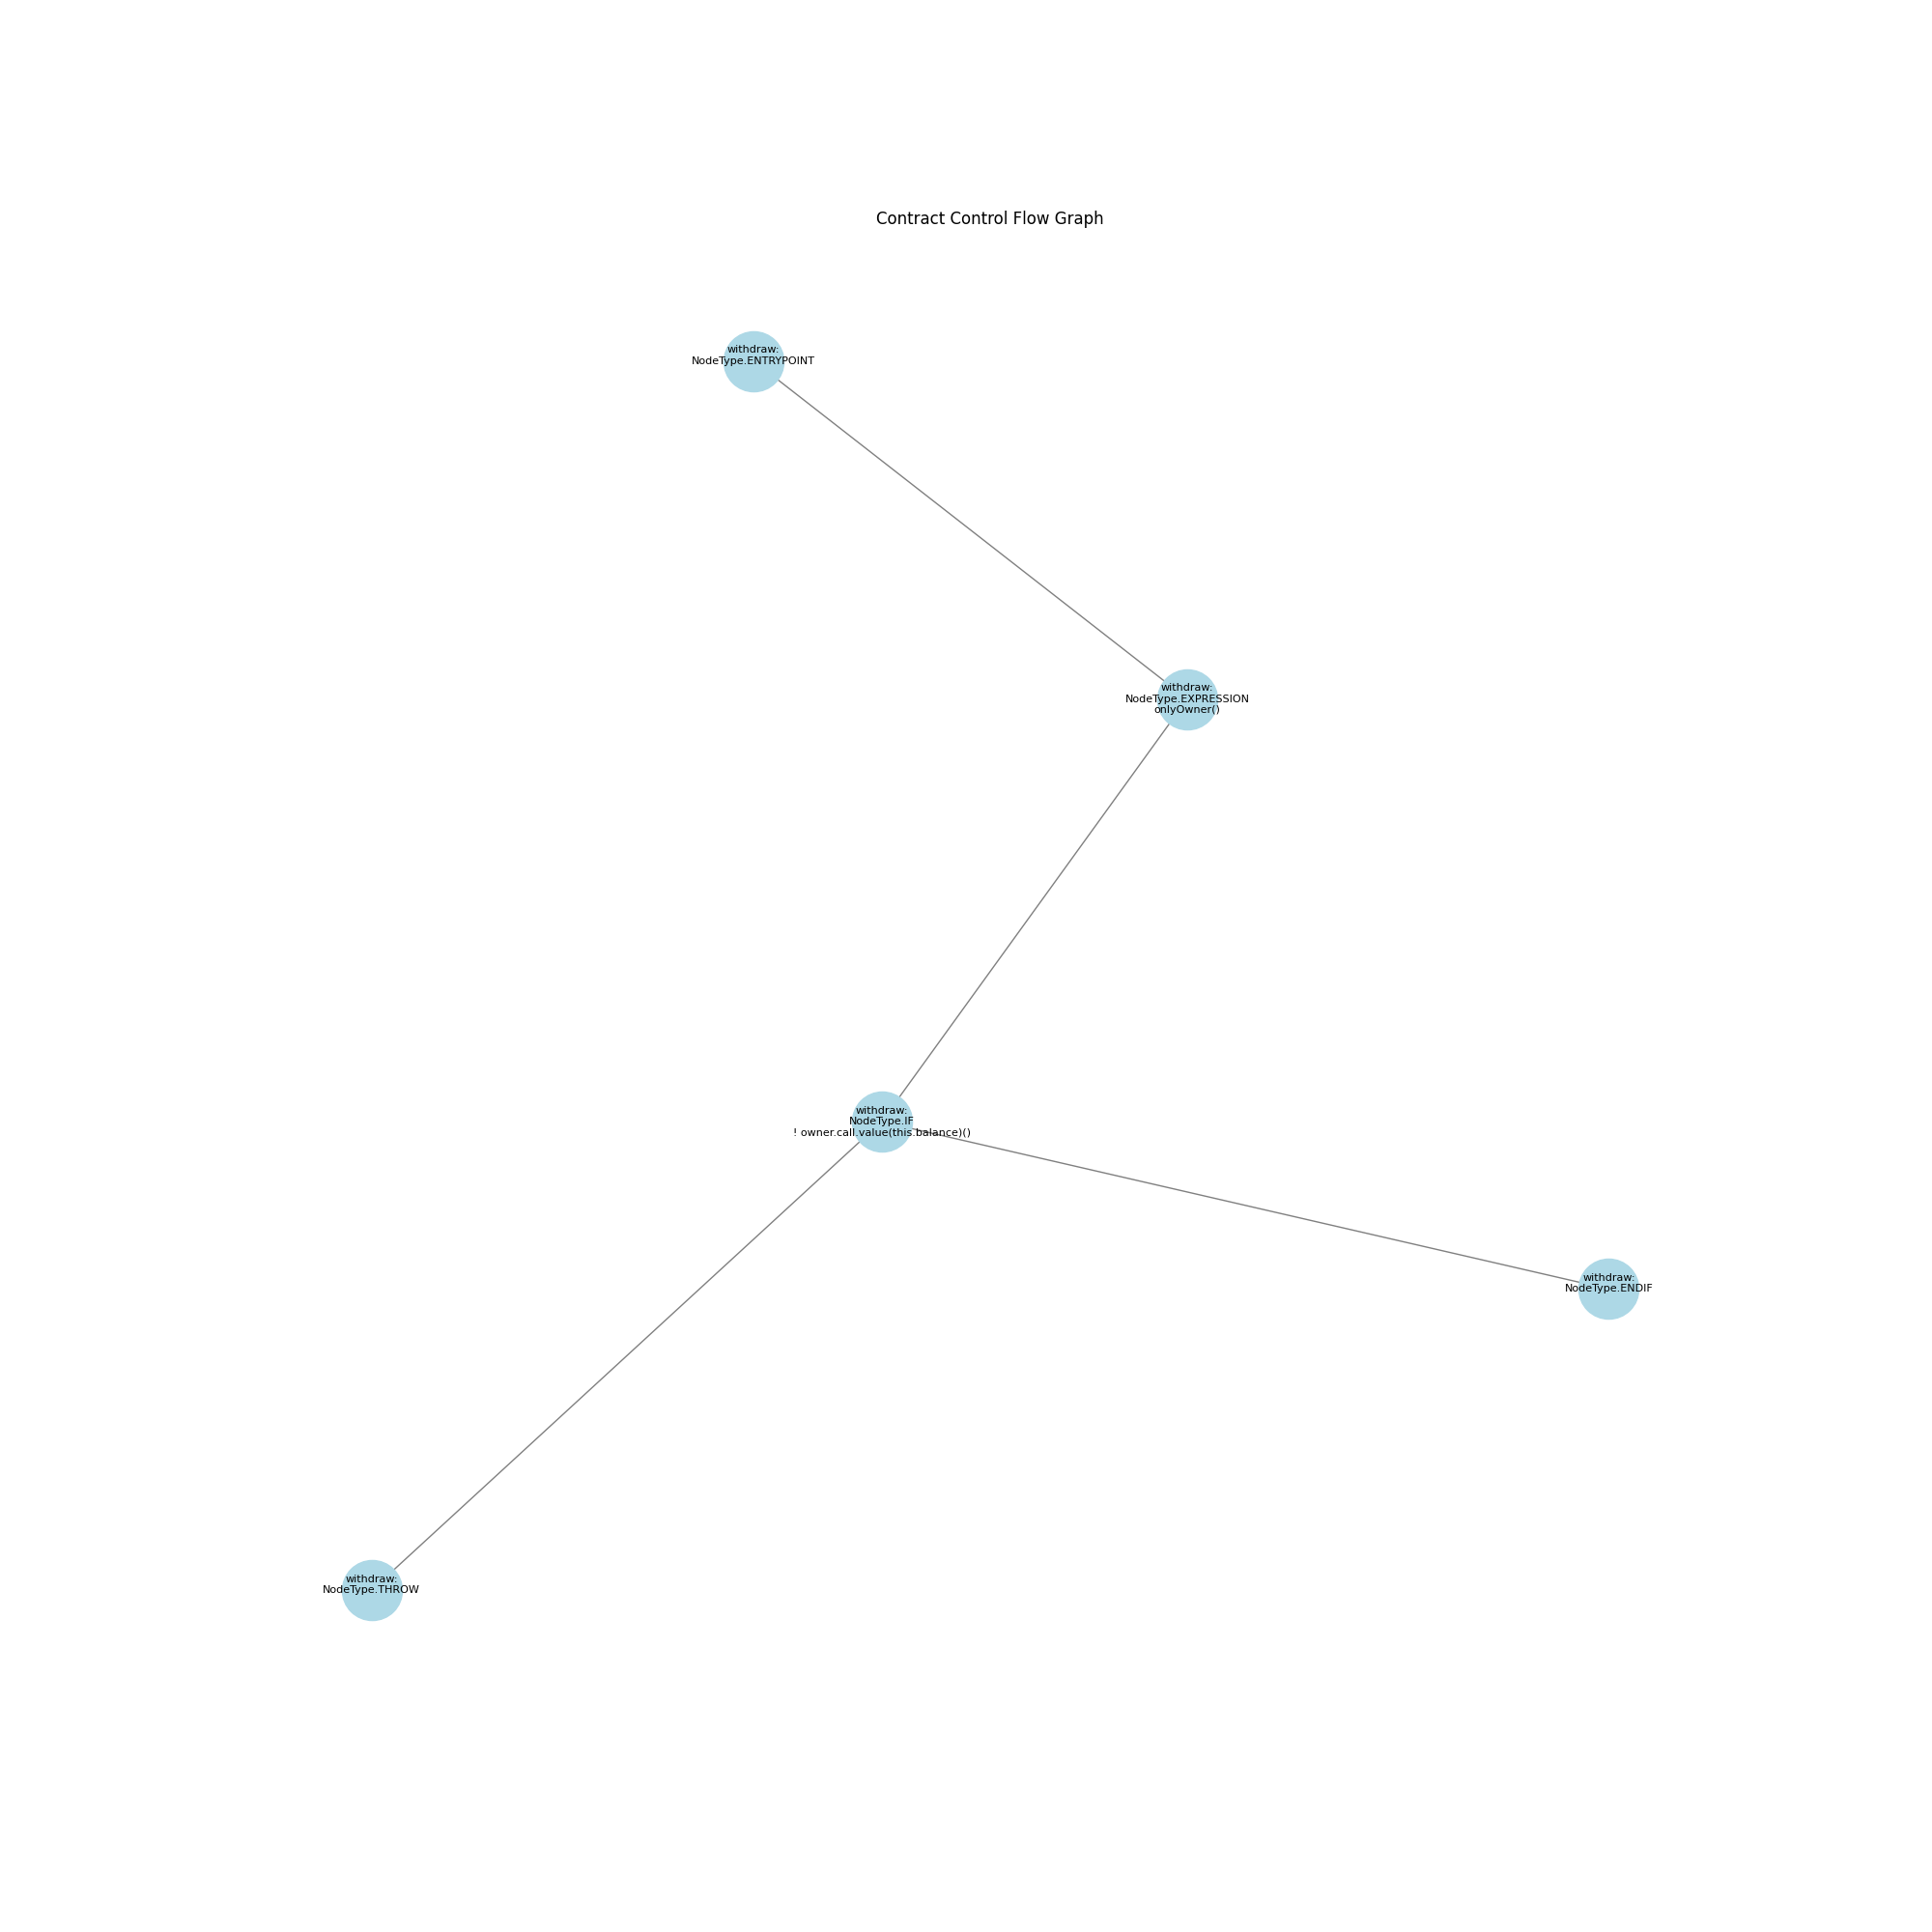 Contract Control Flow Graph
withdraw:
NodeType.ENTRYPOINT
withdraw:
NodeType.EXPRESSION
onlyOwner()
withdraw:
NodeType.IF
! owner.call.value(this.balance)()
withdraw:
NodeType.ENDIF
withdraw:
NodeType.THROW